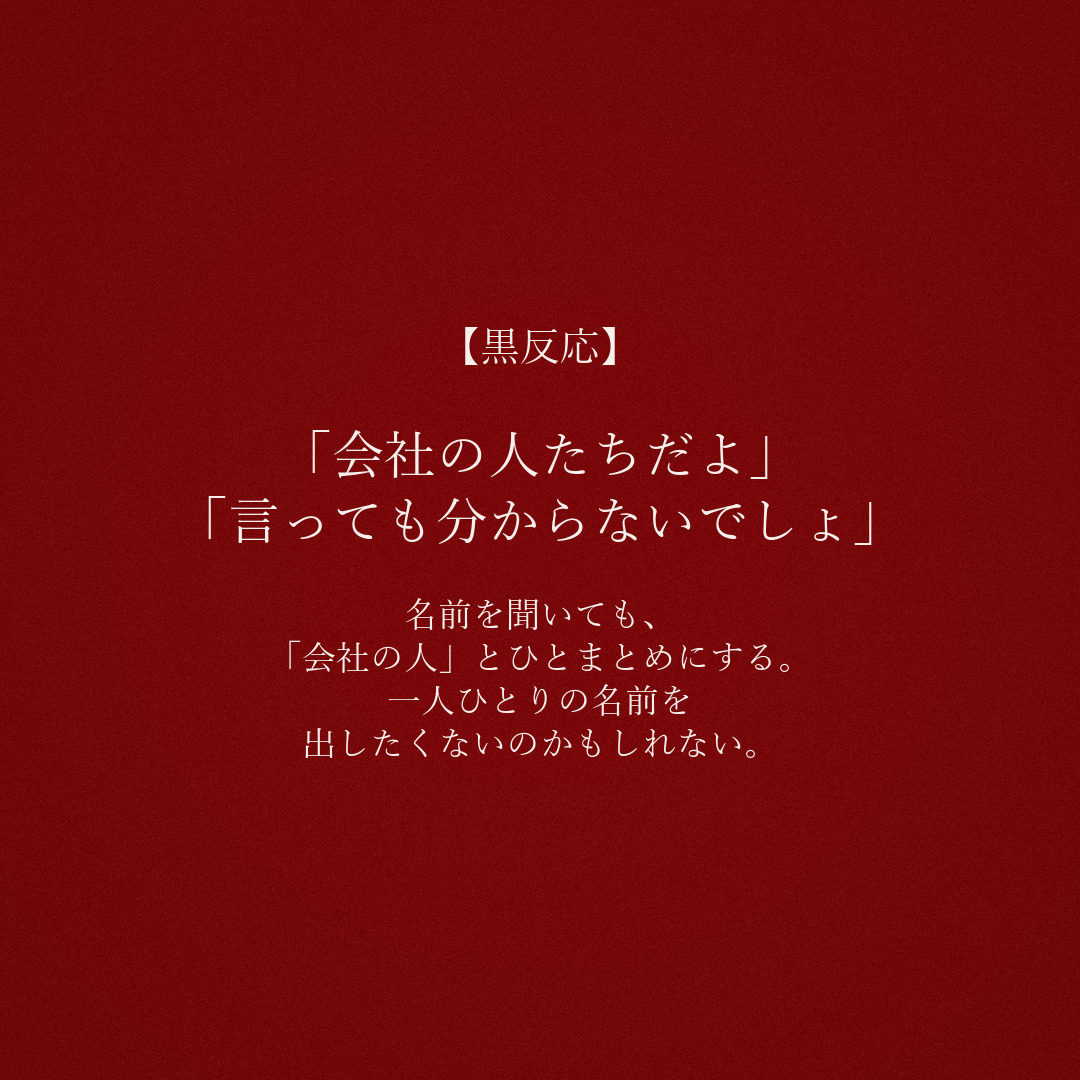 【黒反応】
「会社の人たちだよ」
「言っても分からないでしょ」
名前を聞いても、
「会社の人」とひとまとめにする。
一人ひとりの名前を
出したくないのかもしれない。